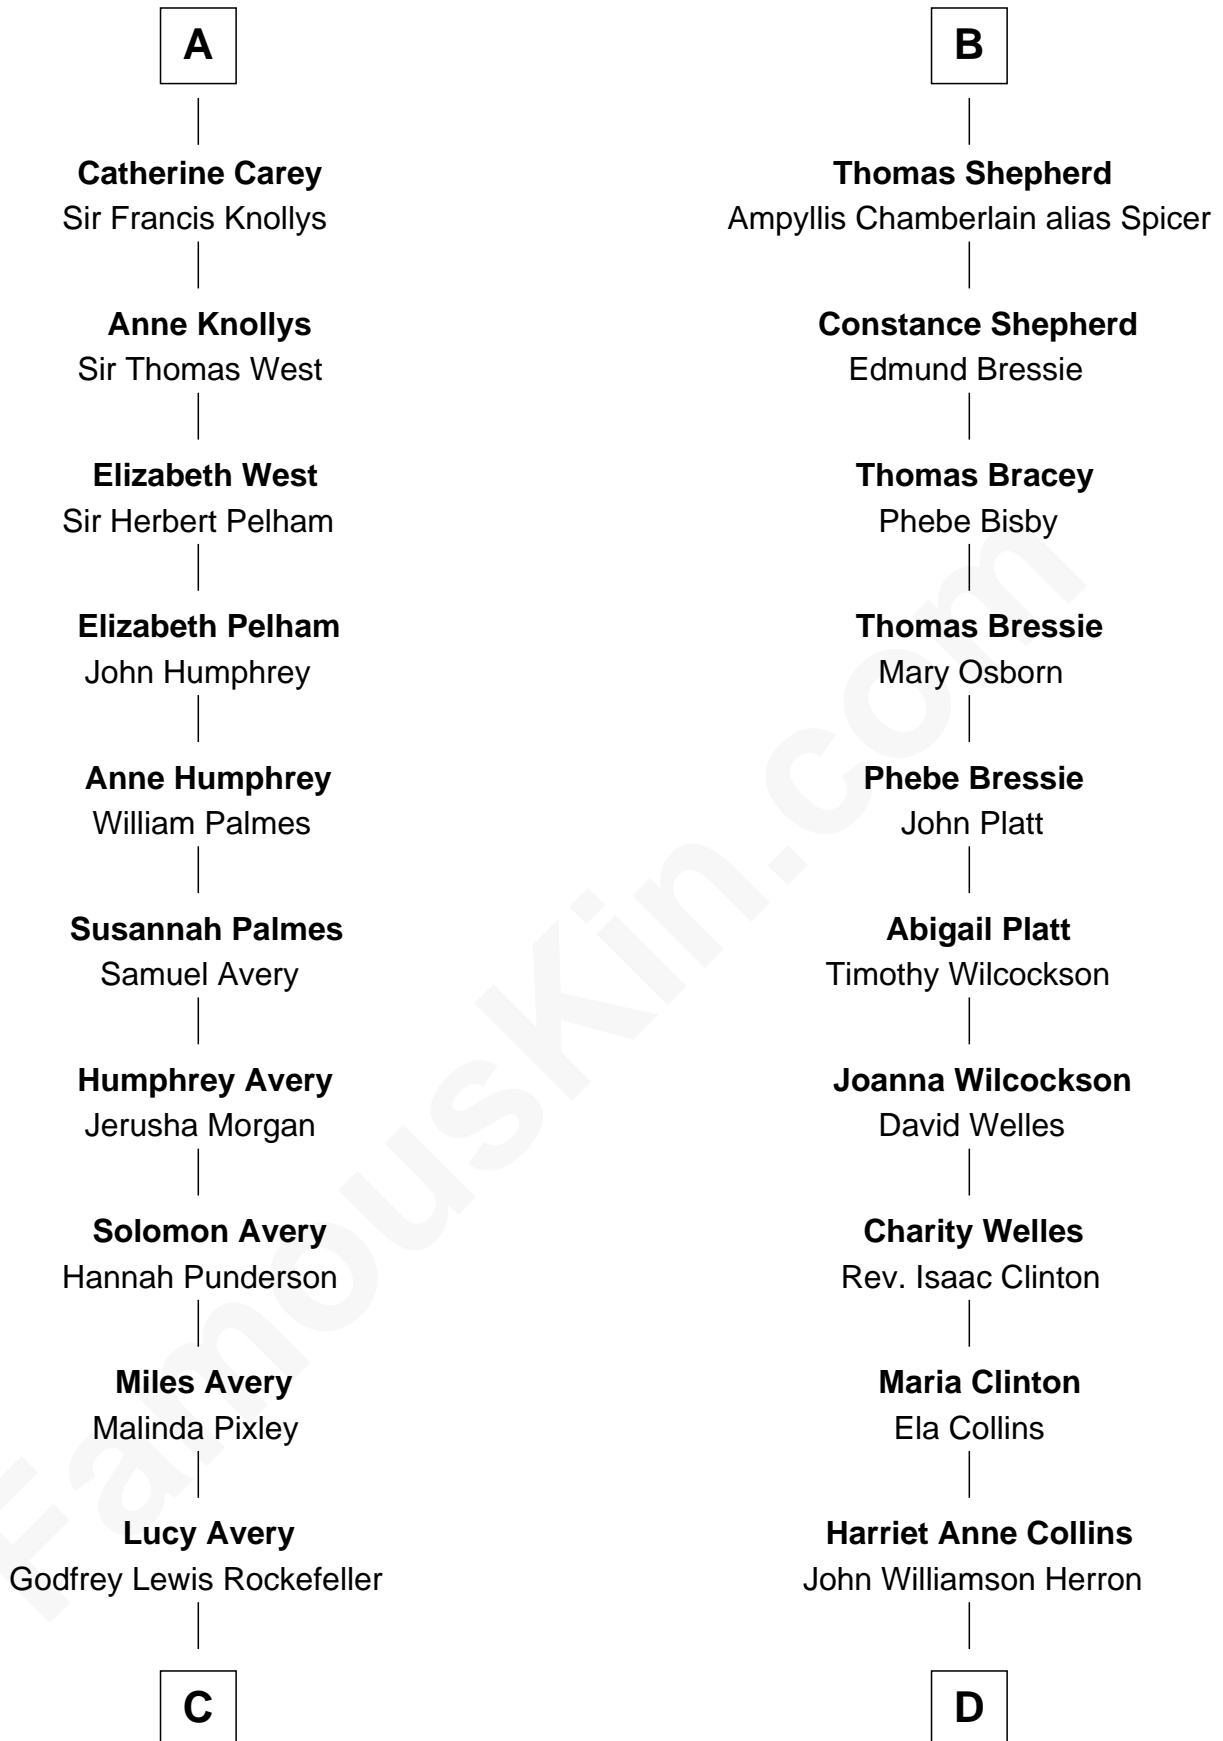 A
Catherine Carey
Sir Francis Knollys
Anne Knollys
Sir Thomas West
Elizabeth West
Sir Herbert Pelham
Elizabeth Pelham
John Humphrey
Anne Humphrey
William Palmes
Susannah Palmes
Samuel Avery
Humphrey Avery
Jerusha Morgan
Solomon Avery
Hannah Punderson
Miles Avery
Malinda Pixley
Lucy Avery
Godfrey Lewis Rockefeller
C
B
Thomas Shepherd
Ampyllis Chamberlain alias Spicer
Constance Shepherd
Edmund Bressie
Thomas Bracey
Phebe Bisby
Thomas Bressie
Mary Osborn
Phebe Bressie
John Platt
Abigail Platt
Timothy Wilcockson
Joanna Wilcockson
David Welles
Charity Welles
Rev. Isaac Clinton
Maria Clinton
Ela Collins
Harriet Anne Collins
John Williamson Herron
D
FamousKin.com